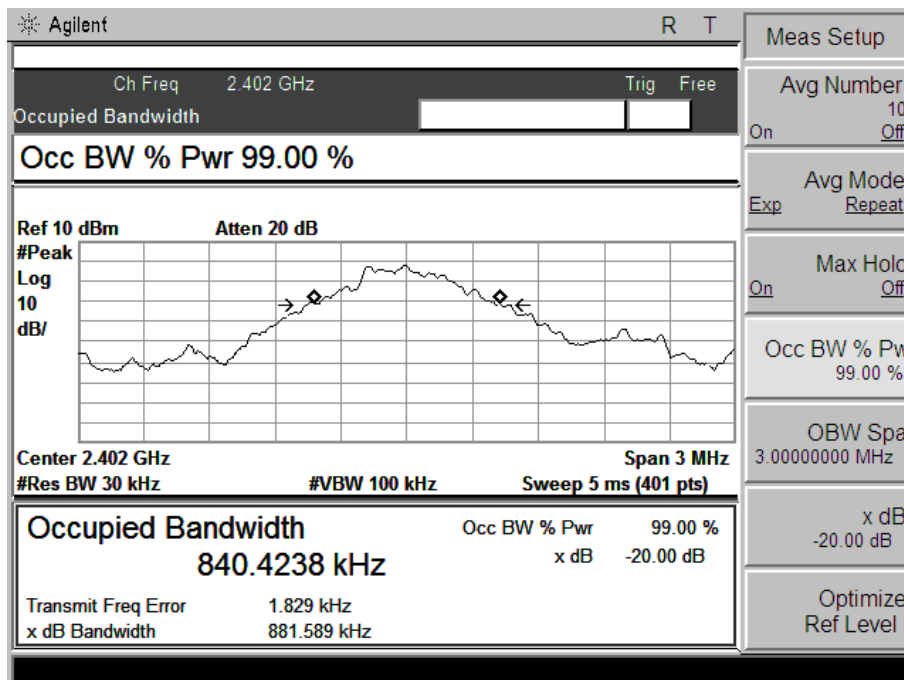 Agilent R T
Ch Freq 2.402 GHz Trig Free
Occupied Bandwidth
Occ BW % Pwr 99.00 %
Ref 10 dBm Atten 20 dB
#Peak
Log
10
dB/
Center 2.402 GHz Span 3 MHz
#Res BW 30 kHz #VBW 100 kHz Sweep 5 ms (401 pts)
Occupied Bandwidth Occ BW % Pwr 99.00 %
840.4238 kHz x dB -20.00 dB
Transmit Freq Error 1.829 kHz
x dB Bandwidth 881.589 kHz
Meas Setup
Avg Number
10
On Off
Avg Mode
Exp Repeat
Max Hold
On Off
Occ BW % Pw
99.00 %
OBW Spa
3.00000000 MHz
x dB
-20.00 dB
Optimize
Ref Level